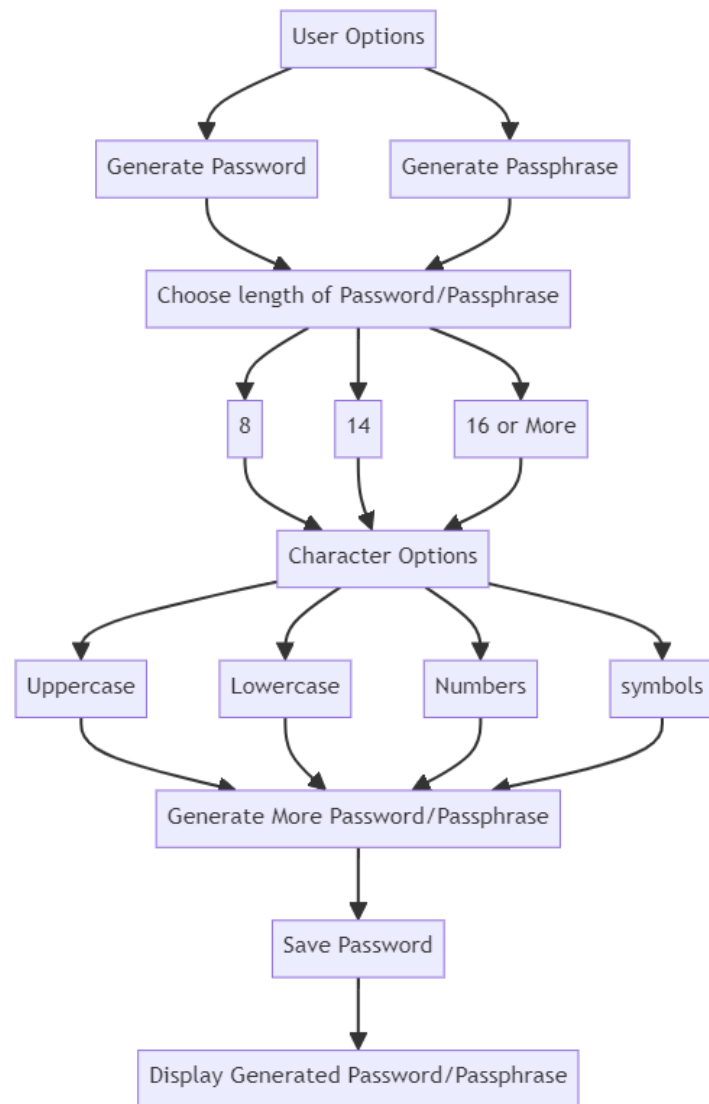 User Options
Generate Password
Generate Passphrase
Choose length of Password/Passphrase
8
14
16 or More
Character Options
Uppercase
Lowercase
Numbers
symbols
Generate More Password/Passphrase
Save Password
Display Generated Password/Passphrase